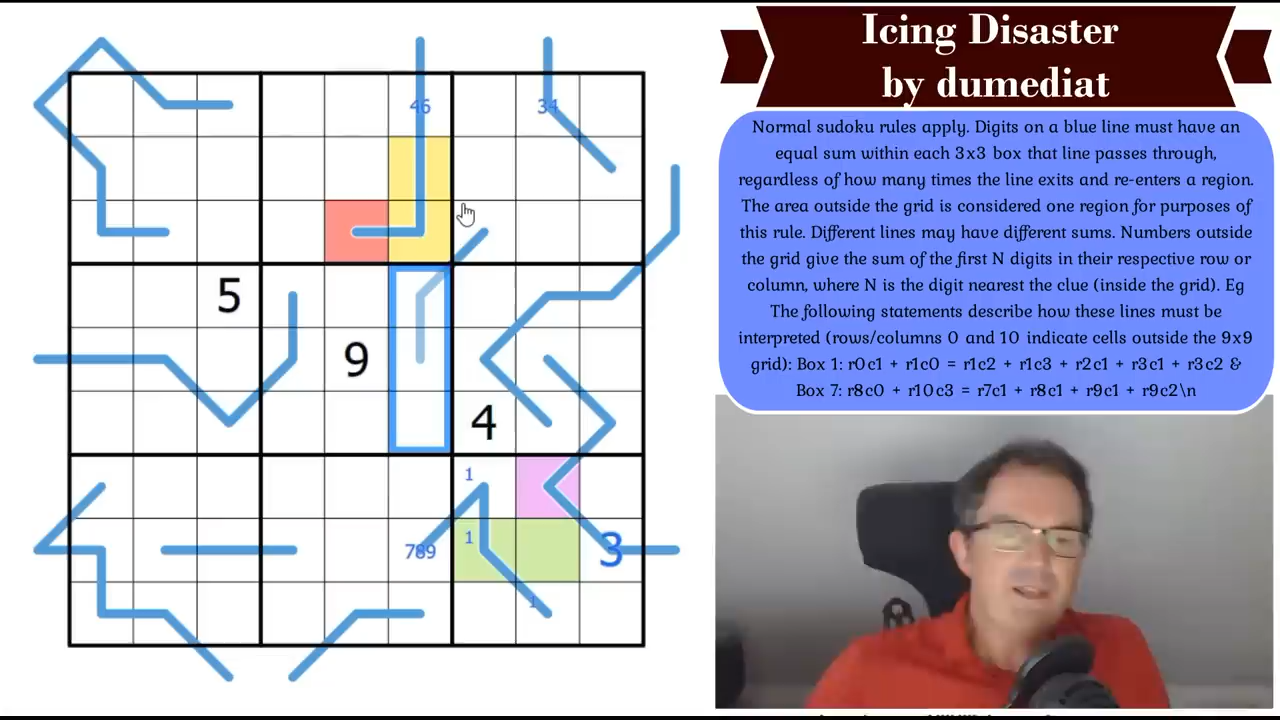 Icing Disaster
by dumediat
Normal sudoku rules apply. Digits on a blue line must have an
equal sum within each 3x3 box that line passes through,
regardless of how many times the line exits and re-enters a region.
The area outside the grid is considered one region for purposes of
this rule. Different lines may have different sums. Numbers outside
the grid give the sum of the first N digits in their respective row or
column, where N is the digit nearest the clue (inside the grid). Eg
The following statements describe how these lines must be
interpreted (rows/columns 0 and 10 indicate cells outside the 9x9
grid): Box 1: r0c1 + r1c0 = r1c2 + r1c3 + r2c1 + r3c1 + r3c2 &
Box 7: r8c0 + r10c3 = r7c1 + r8c1 + r9c1 + r9c2\n
46 34
5
9
4
1
789 1 3
1